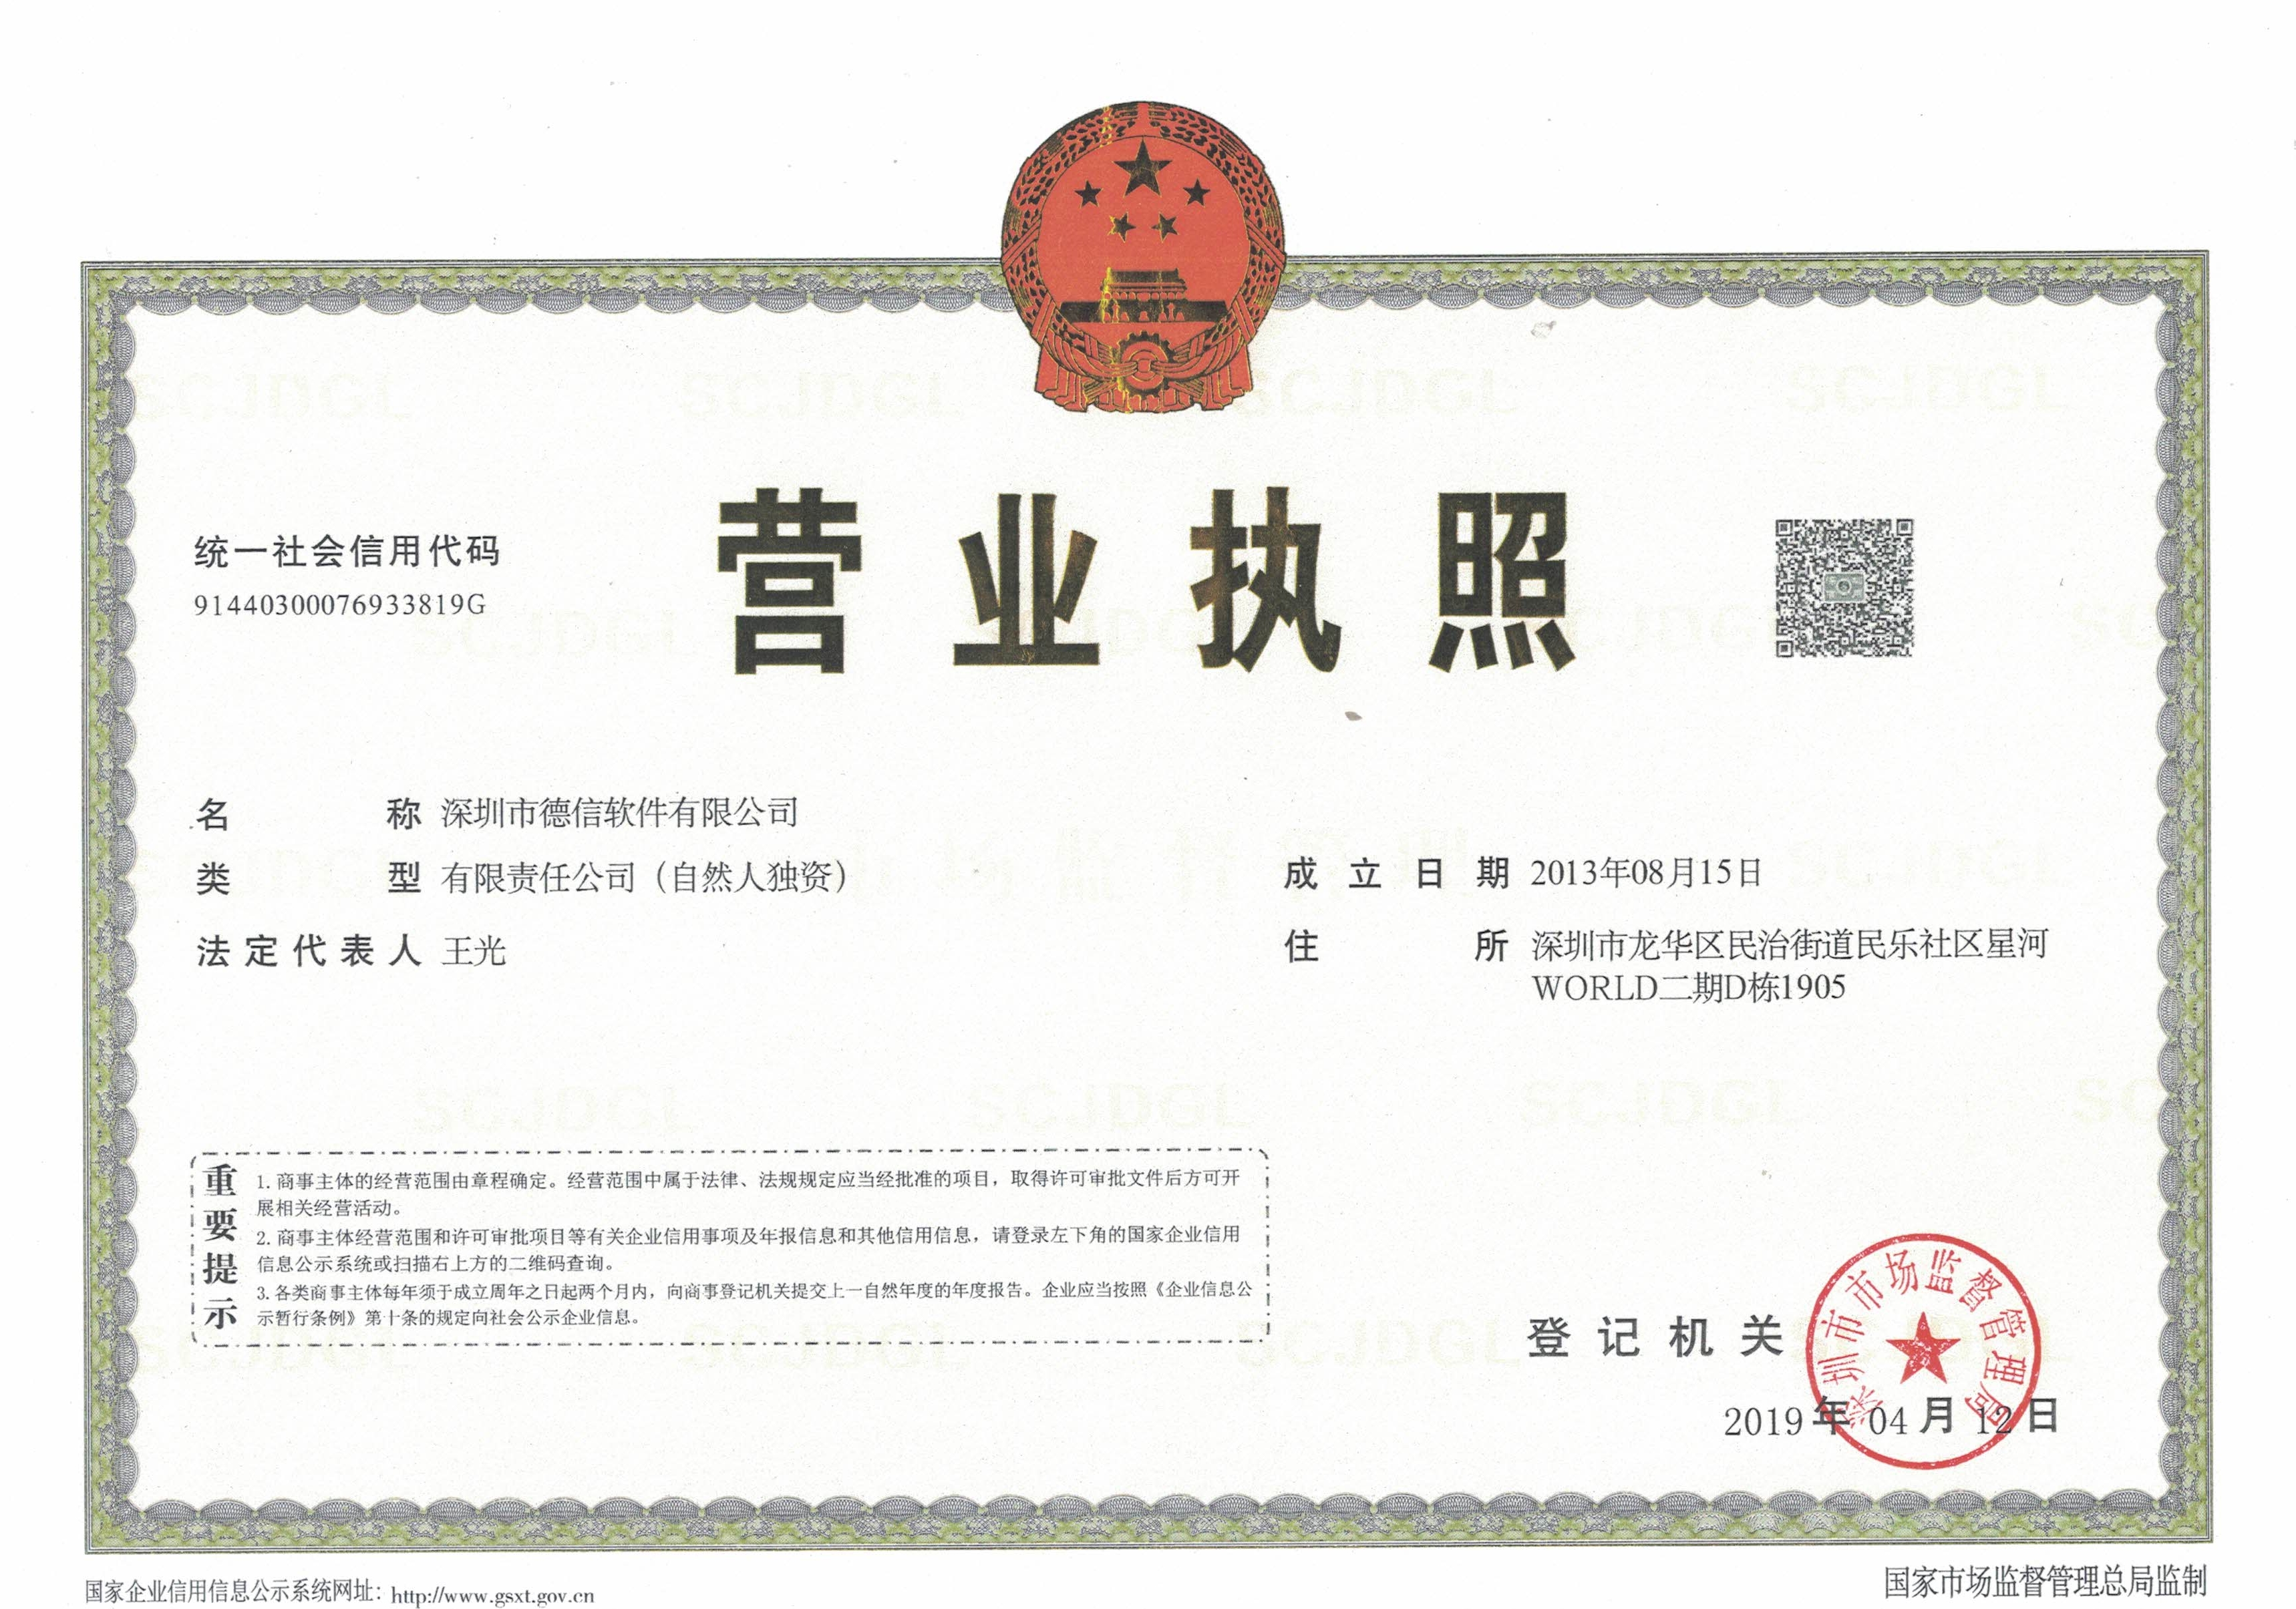 营业执照
统一社会信用代码
91440300076933819G
名称 深圳市德信软件有限公司
类型 有限责任公司（自然人独资）
法定代表人 王光
成立日期 2013年08月15日
住所 深圳市龙华区民治街道民乐社区星河
WORLD二期D栋1905
重要提示
1. 商事主体的经营范围由章程确定。经营范围中属于法律、法规规定应当经批准的项目，取得许可审批文件后方可开
展相关经营活动。
2. 商事主体经营范围和许可审批项目等有关企业信用事项及年报信息和其他信用信息，请登录左下角的国家企业信用
信息公示系统或扫描右上方的二维码查询。
3. 各类商事主体每年须于成立周年之日起两个月内，向商事登记机关提交上一自然年度的年度报告。企业应当按照《企业信息公
示暂行条例》第十条的规定向社会公示企业信息。
登记机关
深圳市市场监督管理局
2019年04月12日
国家企业信用信息公示系统网址：http://www.gsxt.gov.cn
国家市场监督管理总局监制
SCJDGL